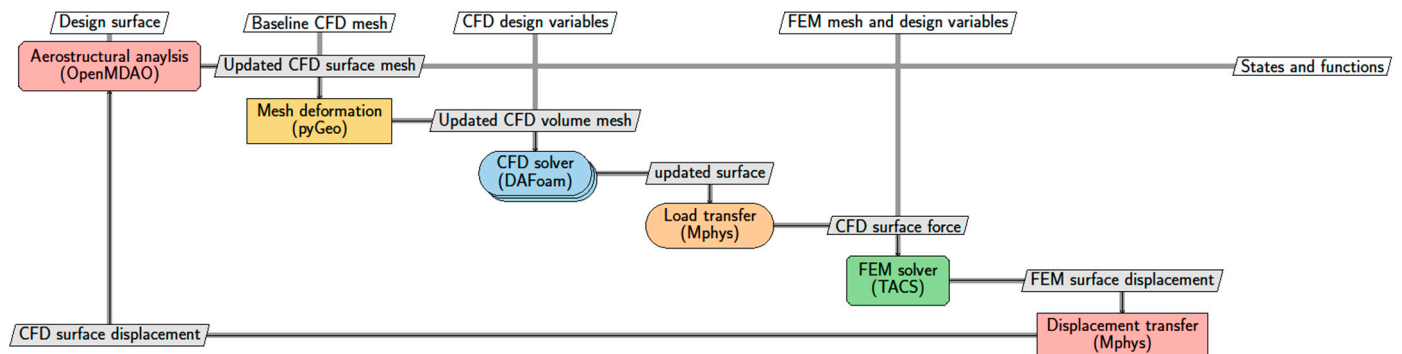 Design surface
Baseline CFD mesh
CFD design variables
FEM mesh and design variables
Aerostructural anaylsis
(OpenMDAO)
Updated CFD surface mesh
States and functions
Mesh deformation
(pyGeo)
Updated CFD volume mesh
CFD solver
(DAFoam)
updated surface
Load transfer
(Mphys)
CFD surface force
FEM solver
(TACS)
FEM surface displacement
CFD surface displacement
Displacement transfer
(Mphys)